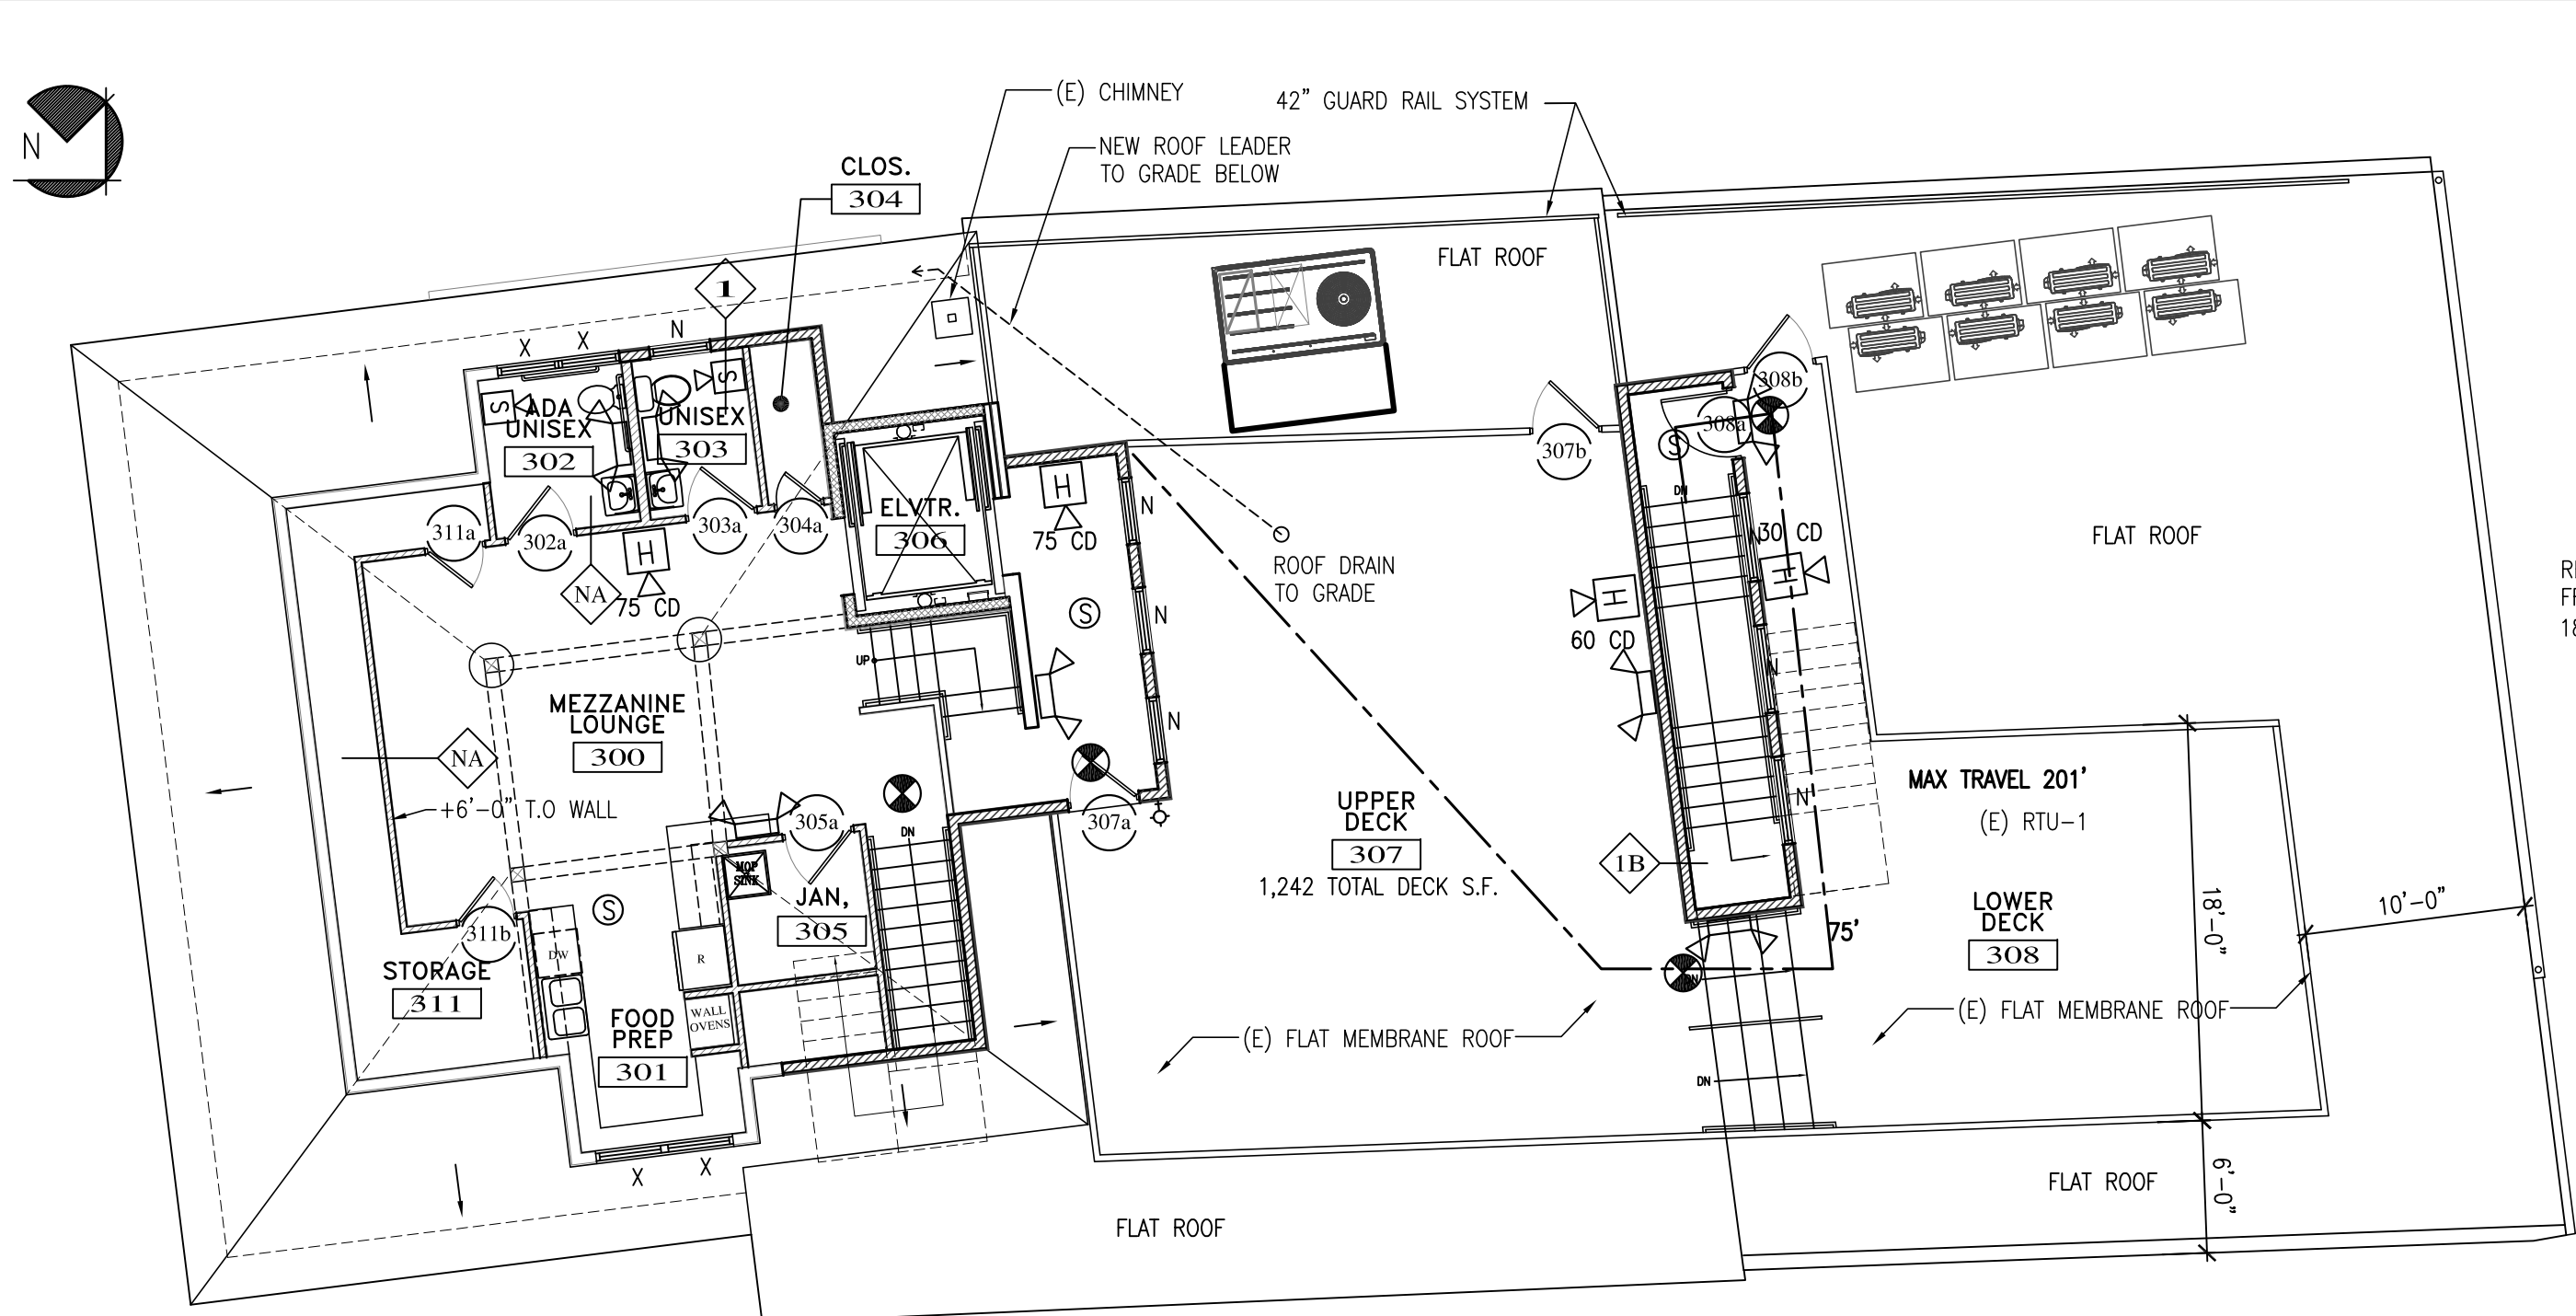 N
(E) CHIMNEY
42" GUARD RAIL SYSTEM
NEW ROOF LEADER
TO GRADE BELOW
CLOS.
304
FLAT ROOF
1
X
X
N
S
S
ADA
UNISEX
302
UNISEX
303
308b
308a
S
307b
H
75 CD
ELVTR.
306
N
311a
302a
303a
304a
H
NA
75 CD
DN
N
30 CD
H
FLAT ROOF
ROOF DRAIN
TO GRADE
S
N
H
60 CD
UP
N
N
MEZZANINE
LOUNGE
300
N
NA
+6'-0" T.O WALL
305a
DN
307a
UPPER
DECK
307
1,242 TOTAL DECK S.F.
N
MAX TRAVEL 201'
(E) RTU-1
1B
MOP
SINK
JAN,
305
S
311b
DW
R
75'
LOWER
DECK
308
18'-0"
10'-0"
STORAGE
311
DN
FOOD
PREP
301
WALL
OVENS
(E) FLAT MEMBRANE ROOF
(E) FLAT MEMBRANE ROOF
DN
X
X
FLAT ROOF
6'-0"
FLAT ROOF